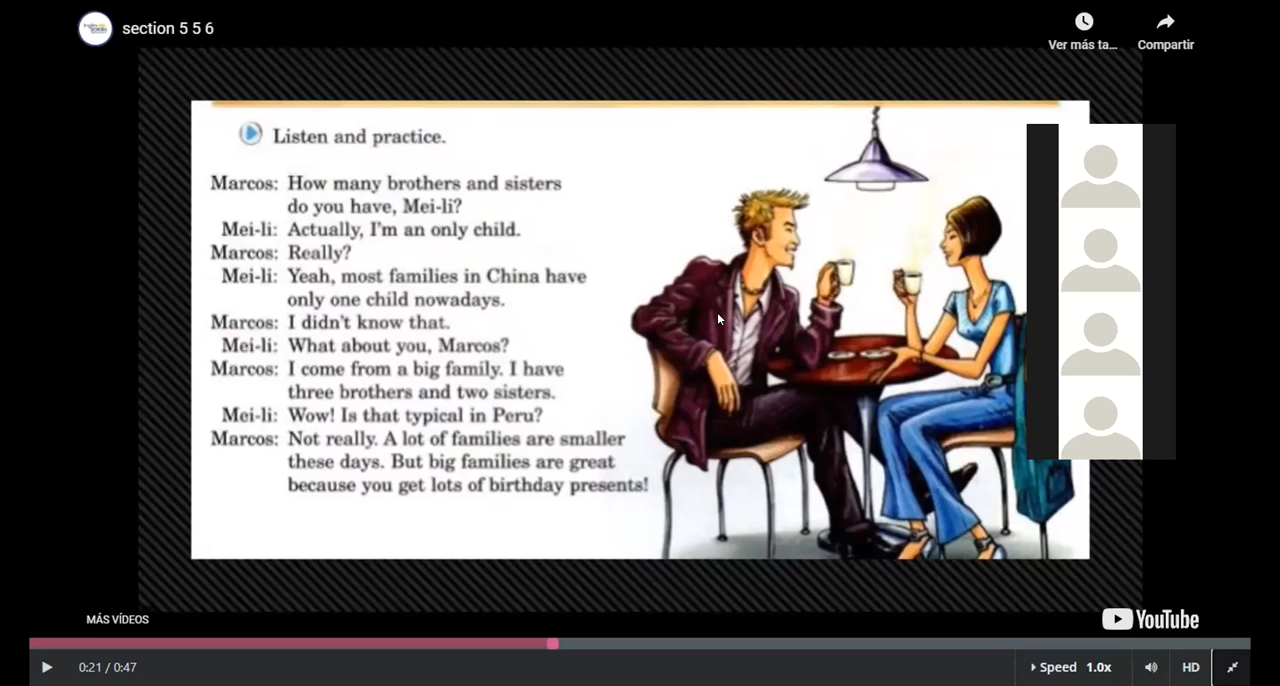 section 5 5 6
Ver más ta...
Compartir
Listen and practice.
Marcos: How many brothers and sisters
do you have, Mei-li?
Mei-li: Actually, I'm an only child.
Marcos: Really?
Mei-li: Yeah, most families in China have
only one child nowadays.
Marcos: I didn't know that.
Mei-li: What about you, Marcos?
Marcos: I come from a big family. I have
three brothers and two sisters.
Mei-li: Wow! Is that typical in Peru?
Marcos: Not really. A lot of families are smaller
these days. But big families are great
because you get lots of birthday presents!
MÁS VÍDEOS
YouTube
0:21 / 0:47
Speed 1.0x
HD